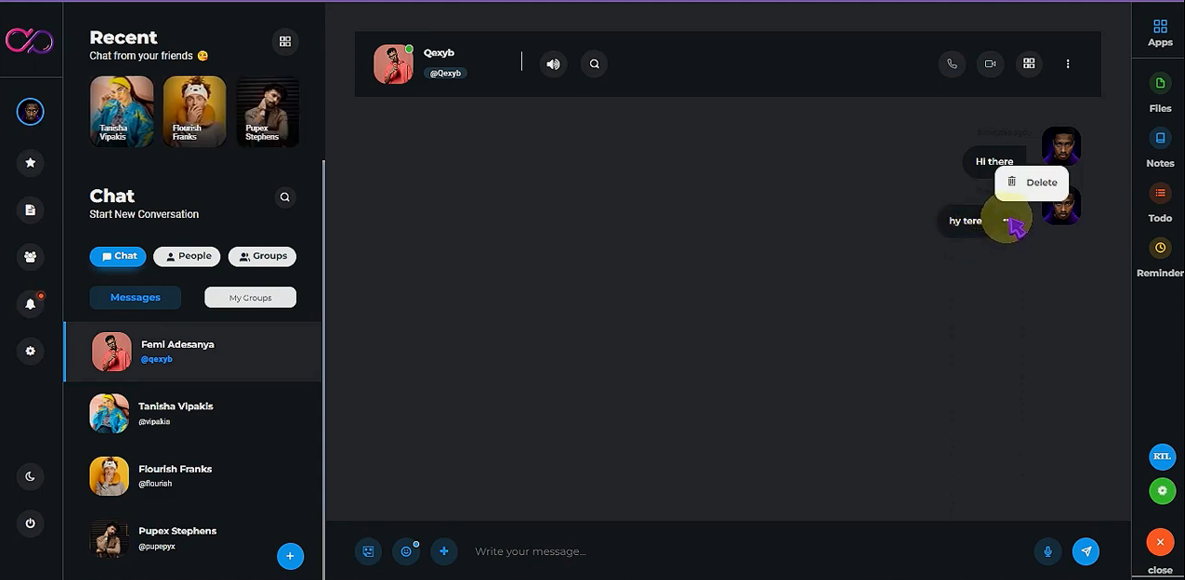 Recent
Chat from your friends
Tanisha
Vipakis
Flourish
Franks
Pupex
Stephens
Chat
Start New Conversation
Chat
People
Groups
Messages
My Groups
Femi Adesanya
@qexyb
Tanisha Vipakis
@vipakis
Flourish Franks
@flourish
Pupex Stephens
@pupepyx
Qexyb
@Qexyb
Hi there
Delete
hy tere
Write your message...
Apps
Files
Notes
Todo
Reminder
RTL
close